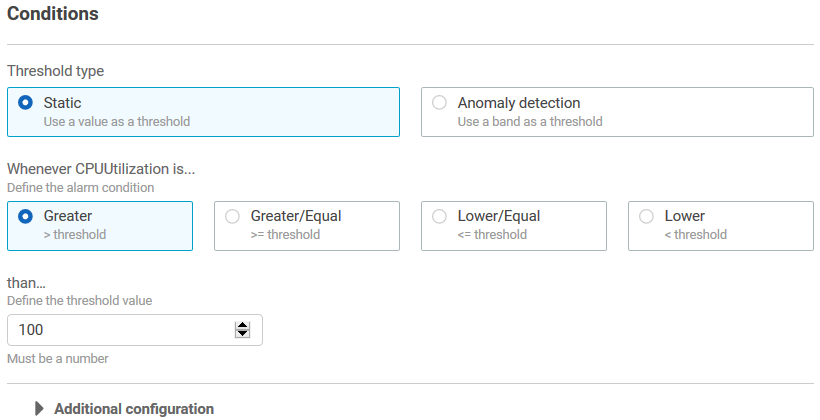 Conditions
Threshold type
Static
Use a value as a threshold
Anomaly detection
Use a band as a threshold
Whenever CPUUtilization is...
Define the alarm condition
Greater
> threshold
Greater/Equal
>= threshold
Lower/Equal
<= threshold
Lower
< threshold
than...
Define the threshold value
100
Must be a number
Additional configuration